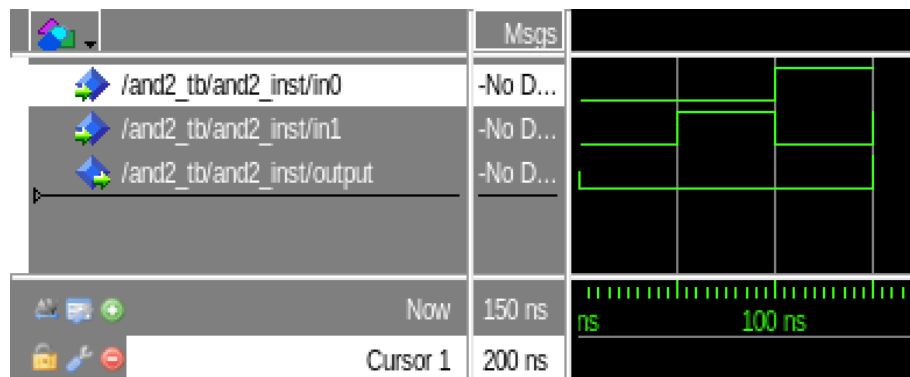 Msgs
/and2_tb/and2_inst/in0 -No D...
/and2_tb/and2_inst/in1 -No D...
/and2_tb/and2_inst/output -No D...
Now 150 ns ns 100 ns
Cursor 1 200 ns